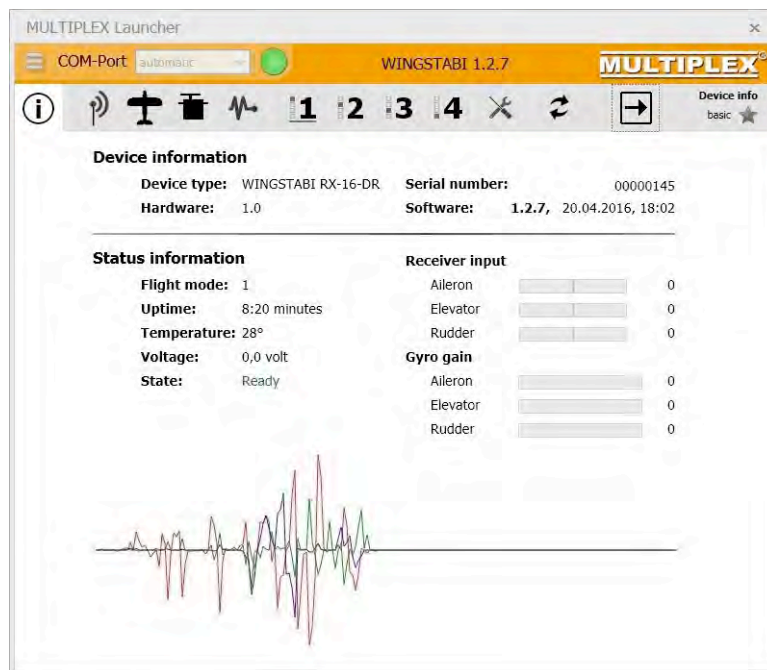 MULTIPLEX Launcher
COM-Port automatic WINGSTABI 1.2.7 MULTIPLEX
1 2 3 4 Device info
basic
Device information
Device type: WINGSTABI RX-16-DR Serial number: 00000145
Hardware: 1.0 Software: 1.2.7, 20.04.2016, 18:02
Status information Receiver input
Flight mode: 1 Aileron 0
Uptime: 8:20 minutes Elevator 0
Temperature: 28° Rudder 0
Voltage: 0,0 volt Gyro gain
State: Ready Aileron 0
Elevator 0
Rudder 0